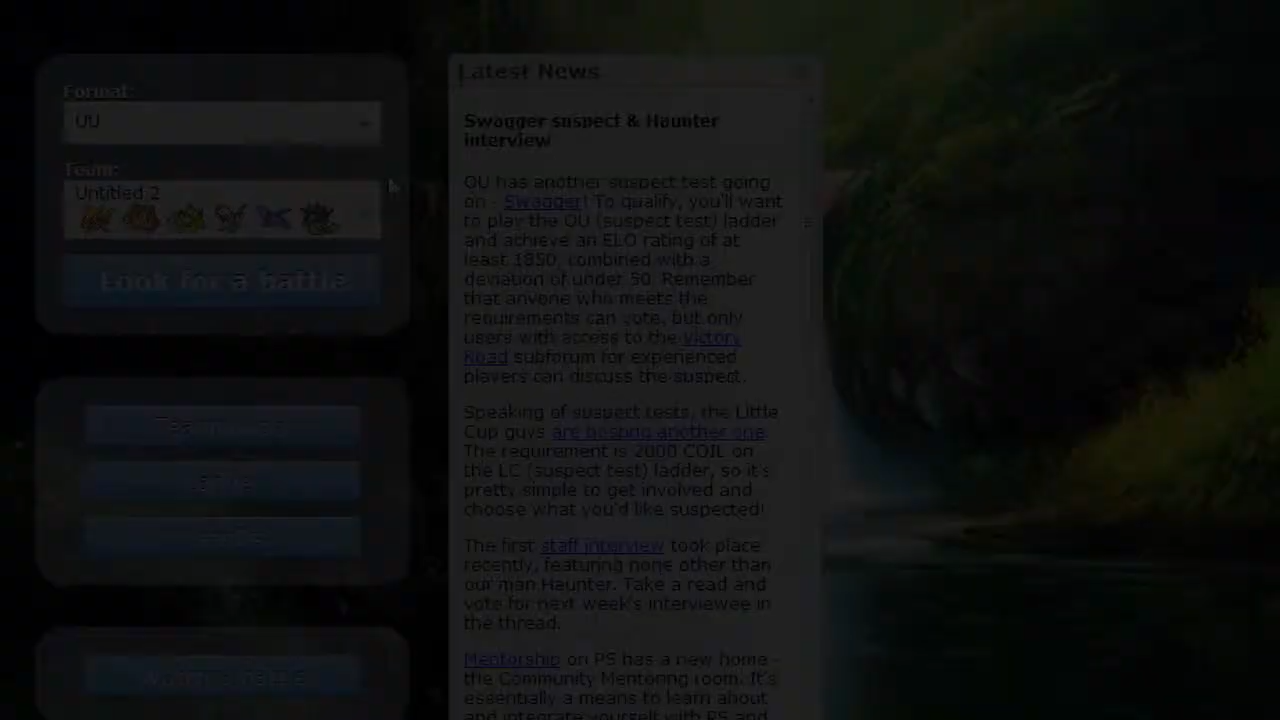 Format:
UU
Team:
Untitled 2
Look for a battle
Latest News
Swagger suspect & Haunter
interview
OU has another suspect test going
on - Swagger! To qualify, you'll want
to play the OU (suspect test) ladder
and achieve an ELO rating of at
least 1850, combined with a
deviation of under 50. Remember
that anyone who meets the
requirements can vote, but only
users with access to the Victory
Road subforum for experienced
players can discuss the suspect.
Speaking of suspect tests, the Little
Cup guys are hosting another one.
The requirement is 2000 COIL on
the LC (suspect test) ladder, so it's
pretty simple to get involved and
choose what you'd like suspected!
The first staff interview took place
recently, featuring none other than
our man Haunter. Take a read and
vote for next week's interviewee in
the thread.
Mentorship on PS has a new home -
the Community Mentoring room. It's
essentially a means to learn about
and integrate yourself with PS and